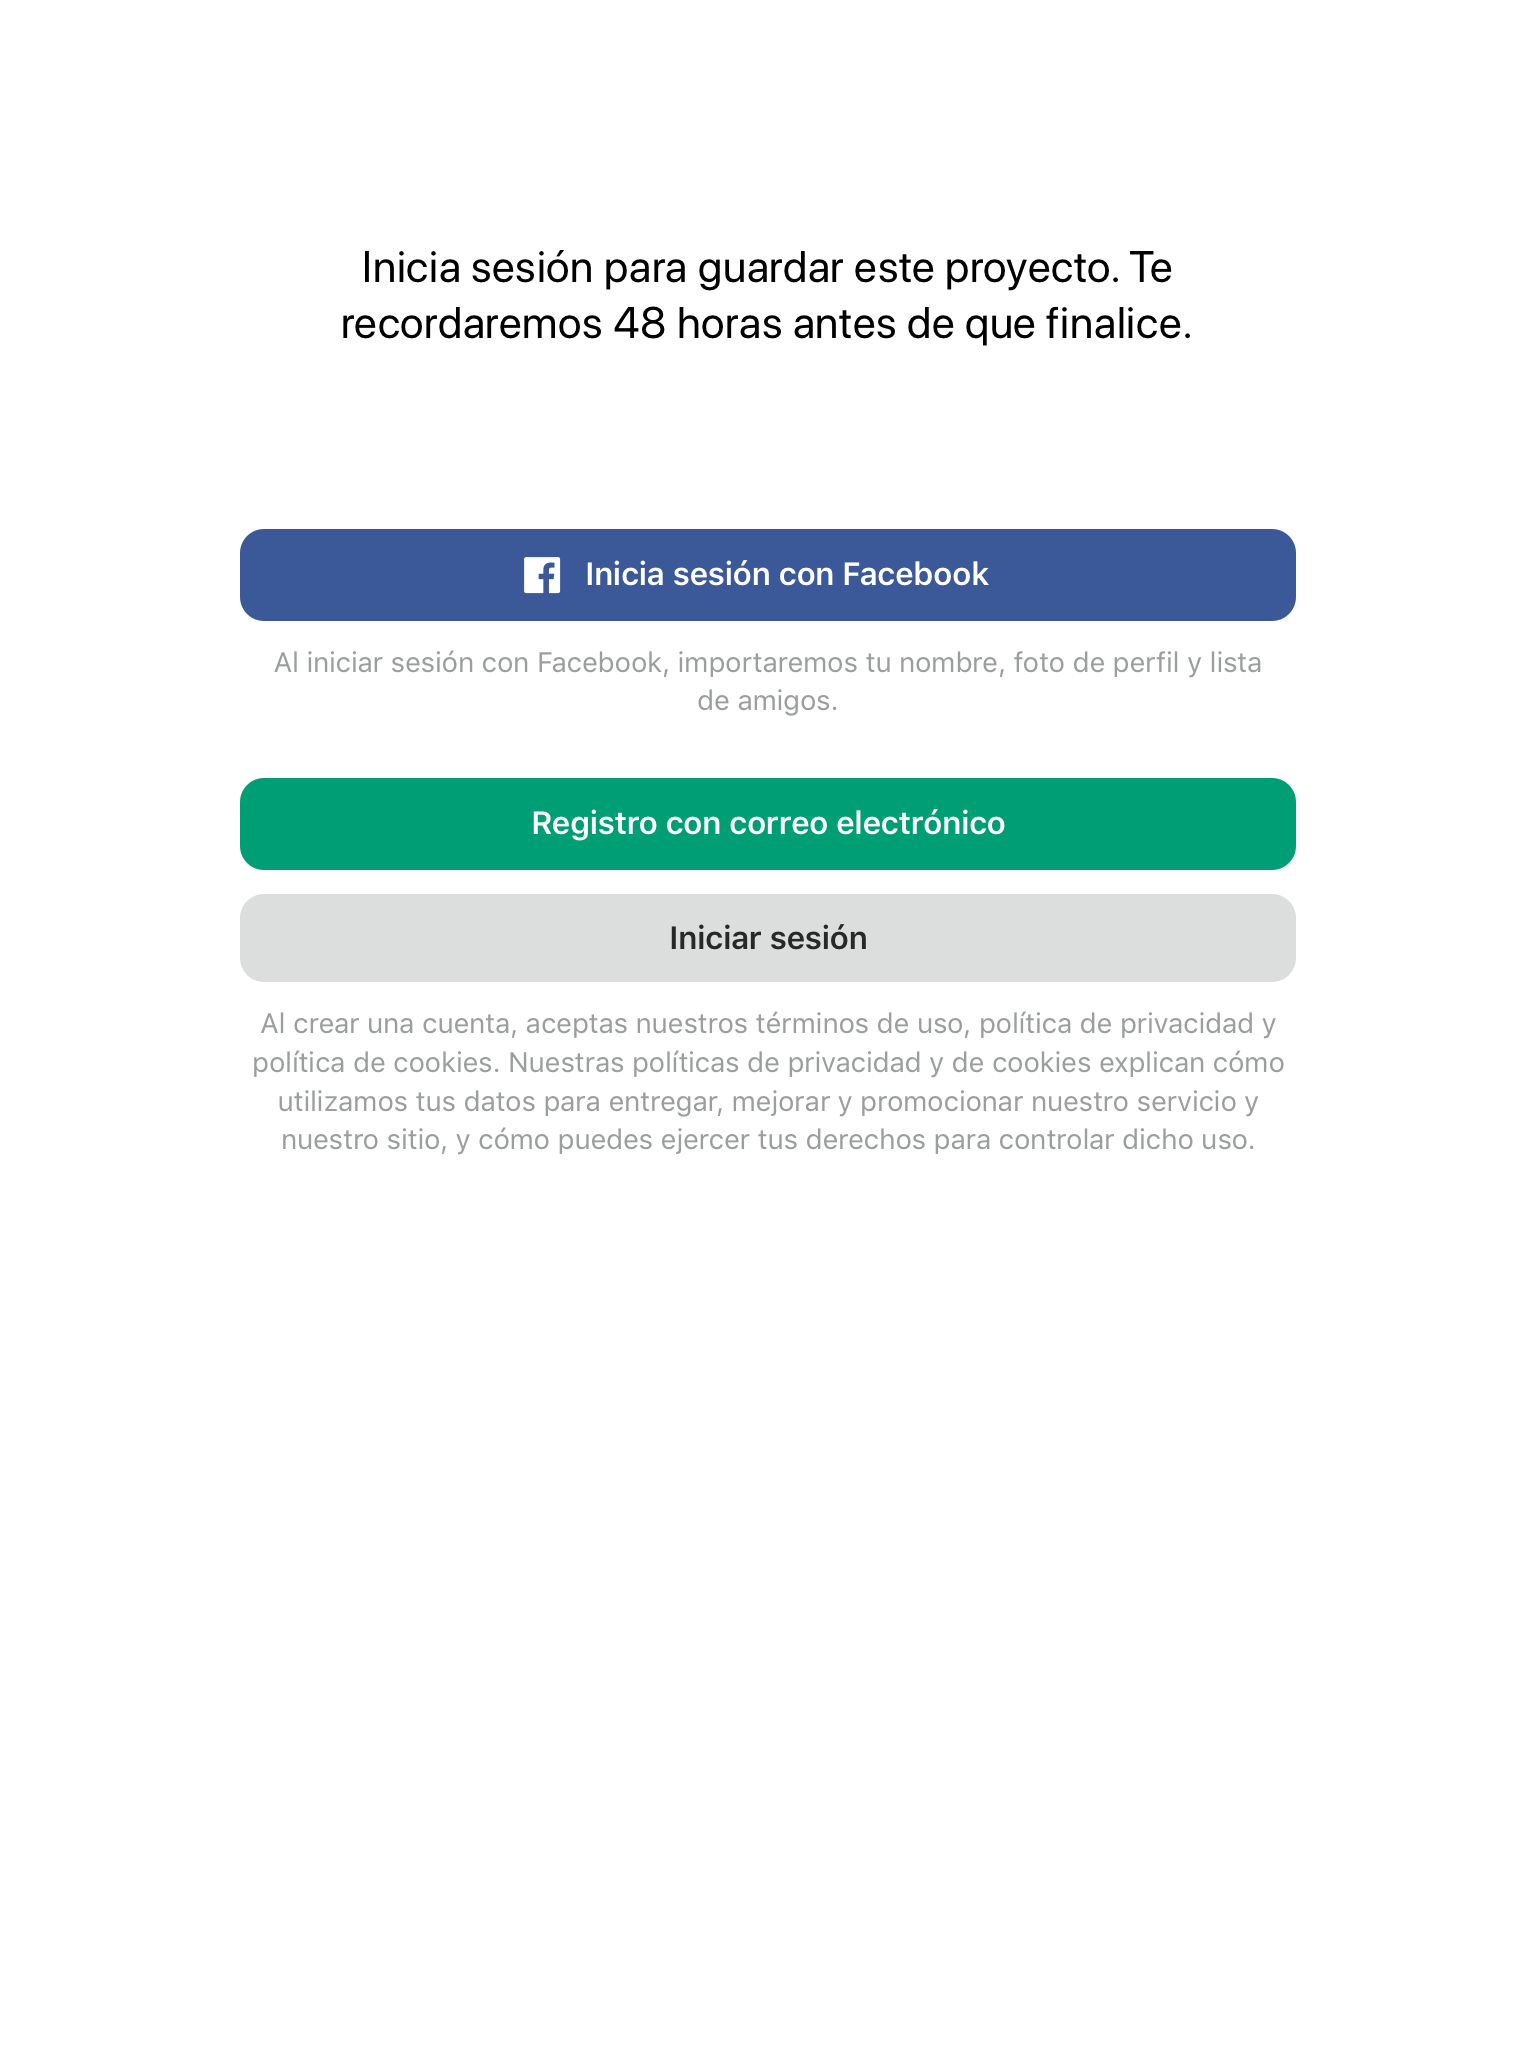 Inicia sesión para guardar este proyecto. Te
recordaremos 48 horas antes de que finalice.
Inicia sesión con Facebook
Al iniciar sesión con Facebook, importaremos tu nombre, foto de perfil y lista
de amigos.
Registro con correo electrónico
Iniciar sesión
Al crear una cuenta, aceptas nuestros términos de uso, política de privacidad y
política de cookies. Nuestras políticas de privacidad y de cookies explican cómo
utilizamos tus datos para entregar, mejorar y promocionar nuestro servicio y
nuestro sitio, y cómo puedes ejercer tus derechos para controlar dicho uso.